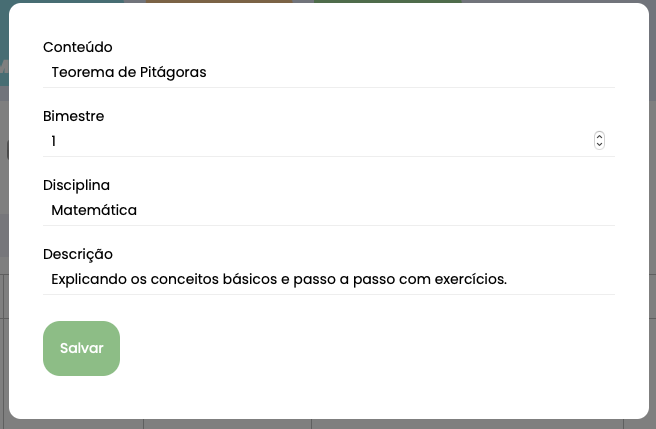 Conteúdo
Teorema de Pitágoras
Bimestre
1
Disciplina
Matemática
Descrição
Explicando os conceitos básicos e passo a passo com exercícios.
Salvar